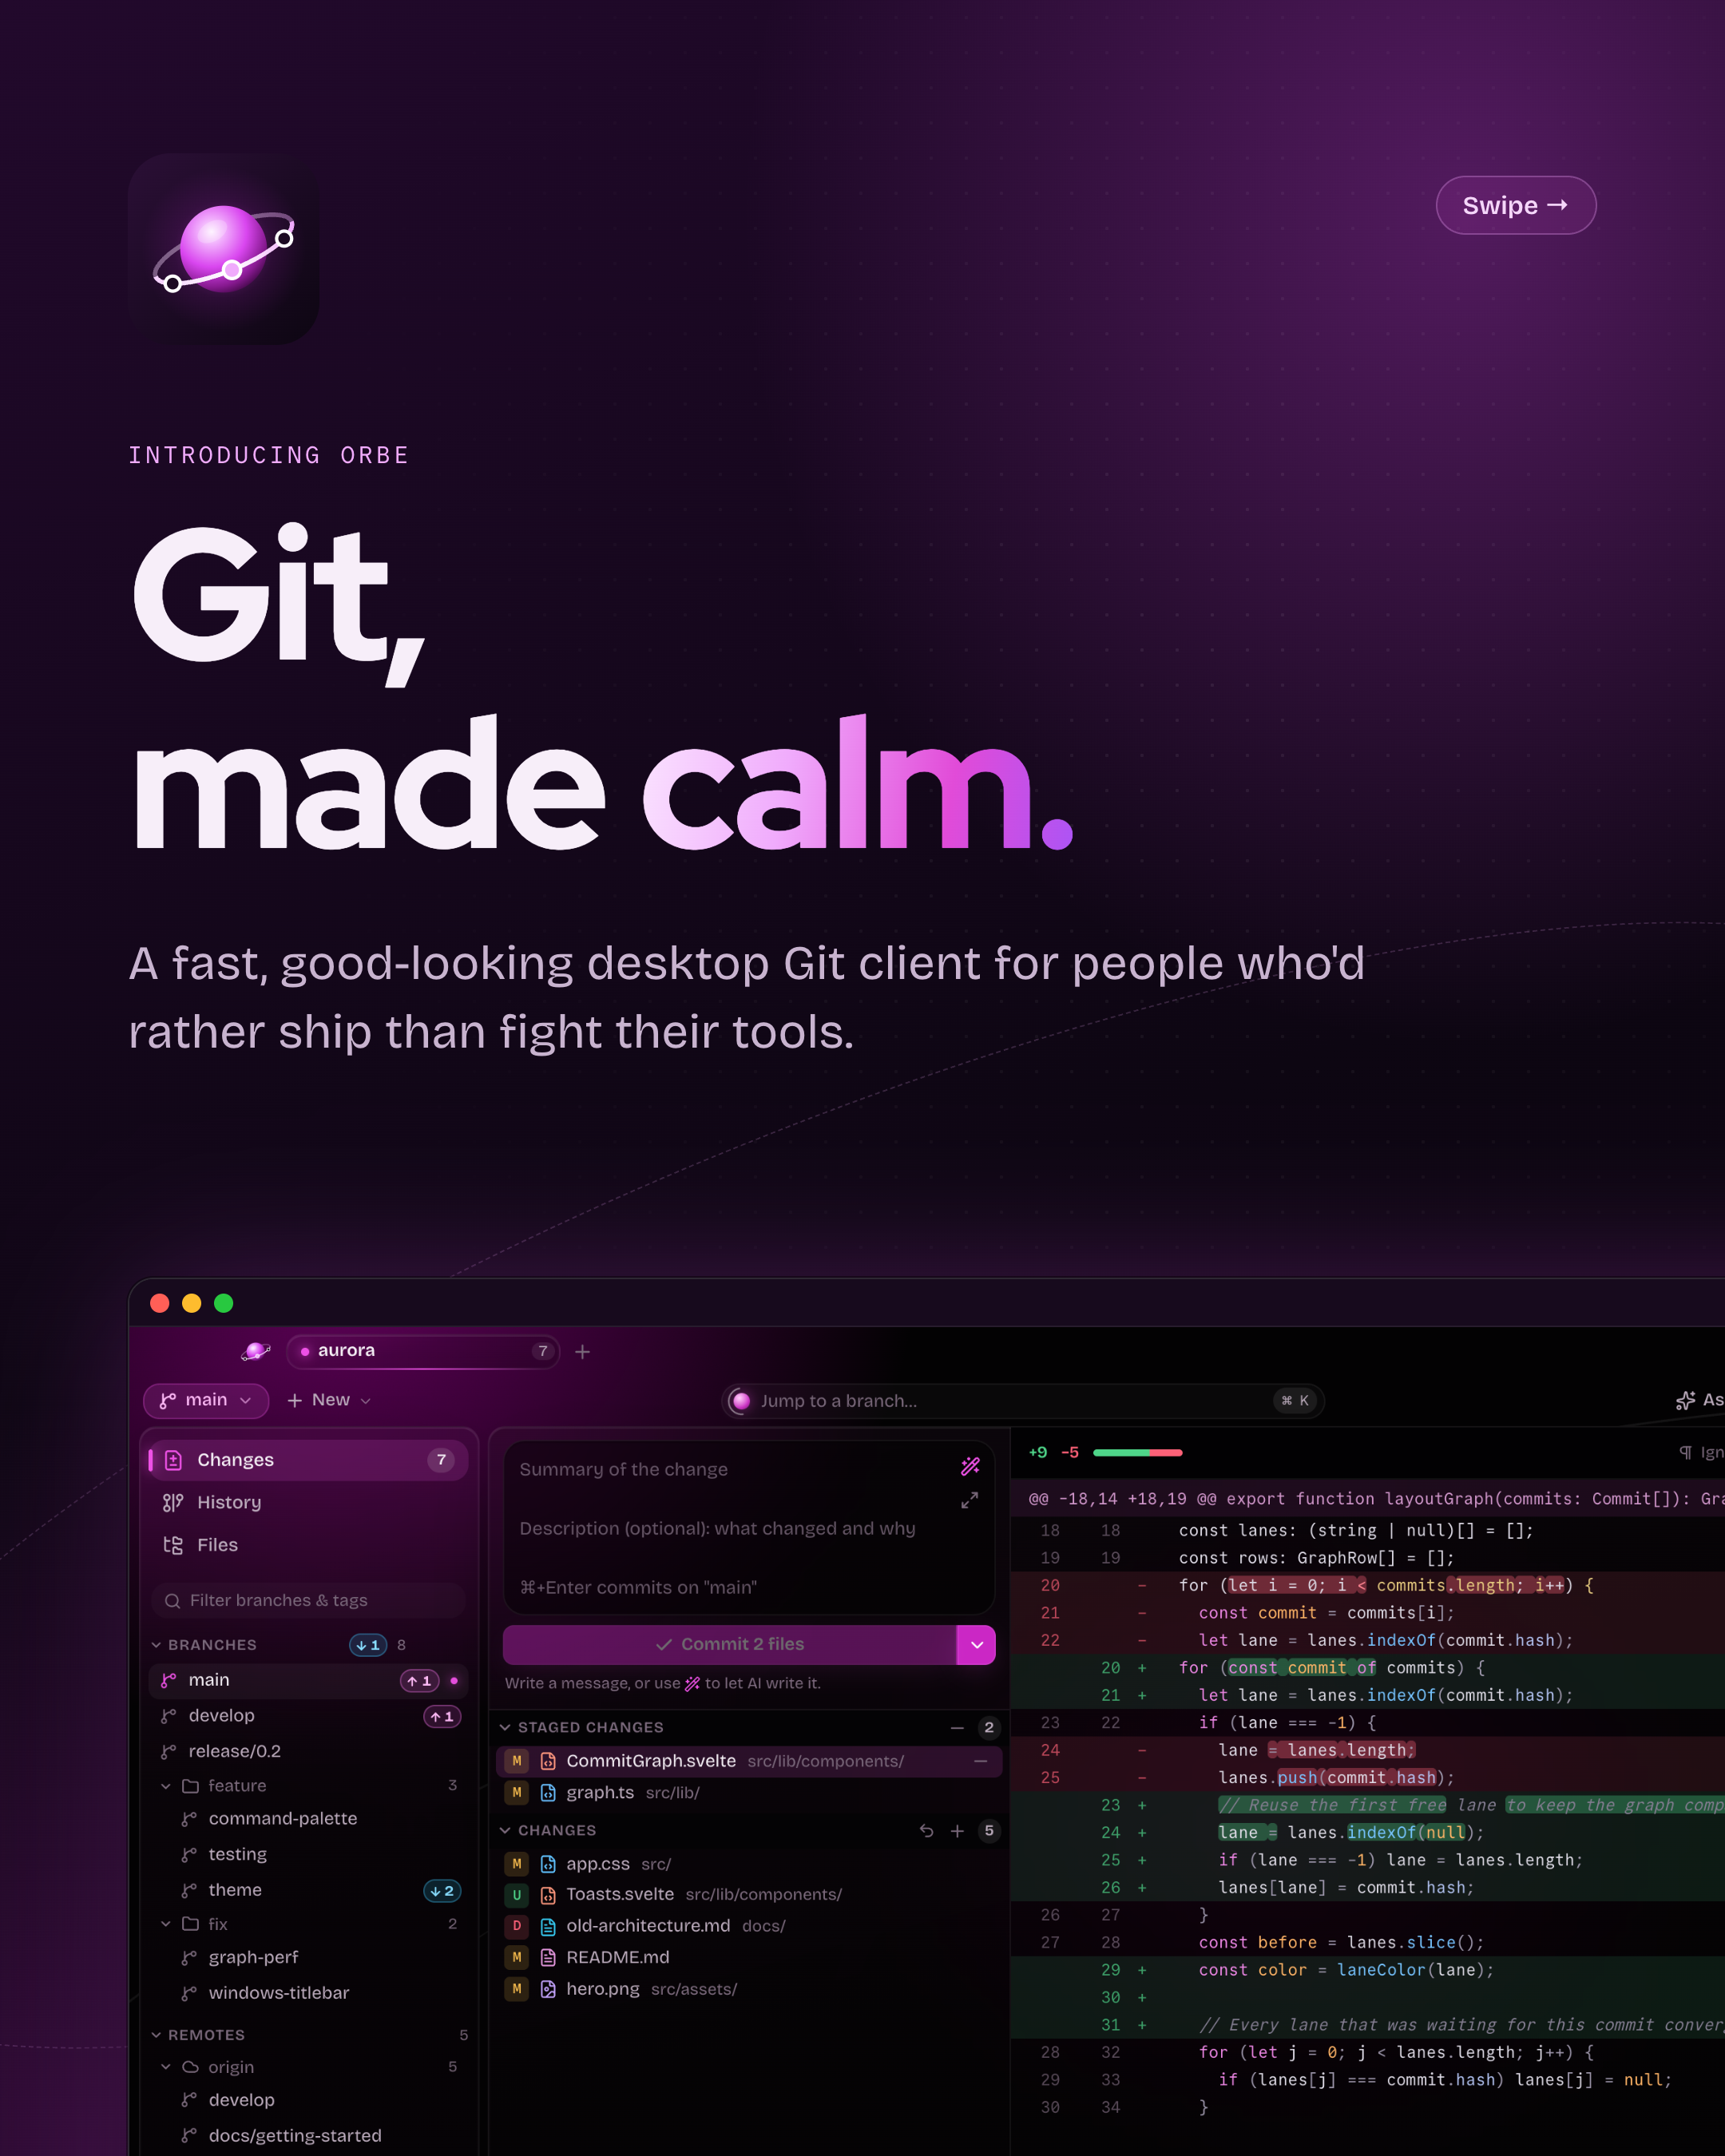 Swipe →
INTRODUCING ORBE
Git,
made calm.
A fast, good-looking desktop Git client for people who'd
rather ship than fight their tools.
aurora 7
main
New
Jump to a branch... ⌘ K
Changes 7
History
Files
Filter branches & tags
BRANCHES ↓1 8
main ↑1
develop ↑1
release/0.2
feature 3
command-palette
testing
theme ↓2
fix 2
graph-perf
windows-titlebar
REMOTES 5
origin 5
develop
docs/getting-started
Summary of the change
Description (optional): what changed and why
⌘+Enter commits on "main"
Commit 2 files
Write a message, or use to let AI write it.
STAGED CHANGES 2
M CommitGraph.svelte src/lib/components/
M graph.ts src/lib/
CHANGES 5
M app.css src/
U Toasts.svelte src/lib/components/
D old-architecture.md docs/
M README.md
M hero.png src/assets/
+9 -5
@@ -18,14 +18,19 @@ export function layoutGraph(commits: Commit[]):
18 18 const lanes: (string | null)[] = [];
19 19 const rows: GraphRow[] = [];
20 - for (let i = 0; i < commits.length; i++) {
21 - const commit = commits[i];
22 - let lane = lanes.indexOf(commit.hash);
20 + for (const commit of commits) {
21 + let lane = lanes.indexOf(commit.hash);
23 22 if (lane === -1) {
24 - lane = lanes.length;
25 - lanes.push(commit.hash);
23 + // Reuse the first free lane to keep the graph comp
24 + lane = lanes.indexOf(null);
25 + if (lane === -1) lane = lanes.length;
26 + lanes[lane] = commit.hash;
26 27 }
27 28 const before = lanes.slice();
29 + const color = laneColor(lane);
30 +
31 + // Every lane that was waiting for this commit conver
28 32 for (let j = 0; j < lanes.length; j++) {
29 33 if (lanes[j] === commit.hash) lanes[j] = null;
30 34 }